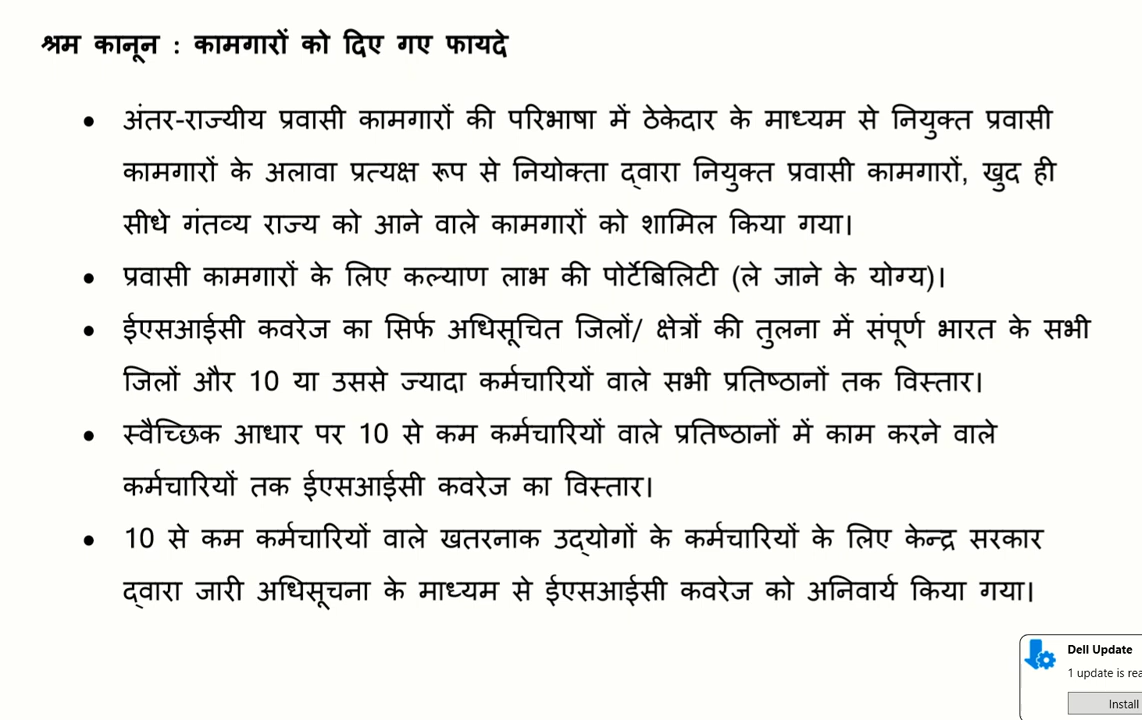 श्रम कानून : कामगारों को दिए गए फायदे
• अंतर-राज्यीय प्रवासी कामगारों की परिभाषा में ठेकेदार के माध्यम से नियुक्त प्रवासी
कामगारों के अलावा प्रत्यक्ष रूप से नियोक्ता द्वारा नियुक्त प्रवासी कामगारों, खुद ही
सीधे गंतव्य राज्य को आने वाले कामगारों को शामिल किया गया।
• प्रवासी कामगारों के लिए कल्याण लाभ की पोर्टेबिलिटी (ले जाने के योग्य)।
• ईएसआईसी कवरेज का सिर्फ अधिसूचित जिलों/ क्षेत्रों की तुलना में संपूर्ण भारत के सभी
जिलों और 10 या उससे ज्यादा कर्मचारियों वाले सभी प्रतिष्ठानों तक विस्तार।
• स्वैच्छिक आधार पर 10 से कम कर्मचारियों वाले प्रतिष्ठानों में काम करने वाले
कर्मचारियों तक ईएसआईसी कवरेज का विस्तार।
• 10 से कम कर्मचारियों वाले खतरनाक उद्योगों के कर्मचारियों के लिए केन्द्र सरकार
द्वारा जारी अधिसूचना के माध्यम से ईएसआईसी कवरेज को अनिवार्य किया गया।
Dell Update
1 update is
Install